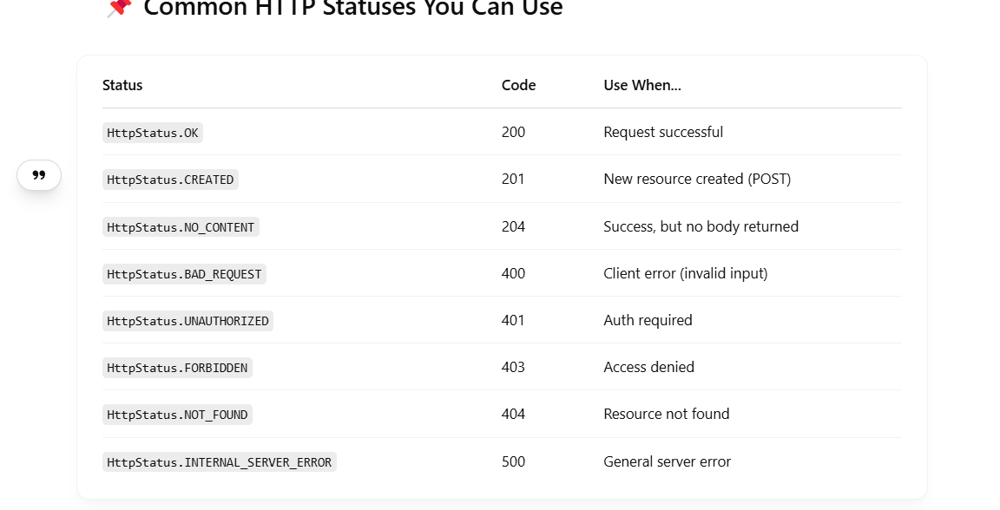 📌 Common HTTP Statuses You Can Use
Status Code Use When...
HttpStatus.OK 200 Request successful
HttpStatus.CREATED 201 New resource created (POST)
HttpStatus.NO_CONTENT 204 Success, but no body returned
HttpStatus.BAD_REQUEST 400 Client error (invalid input)
HttpStatus.UNAUTHORIZED 401 Auth required
HttpStatus.FORBIDDEN 403 Access denied
HttpStatus.NOT_FOUND 404 Resource not found
HttpStatus.INTERNAL_SERVER_ERROR 500 General server error